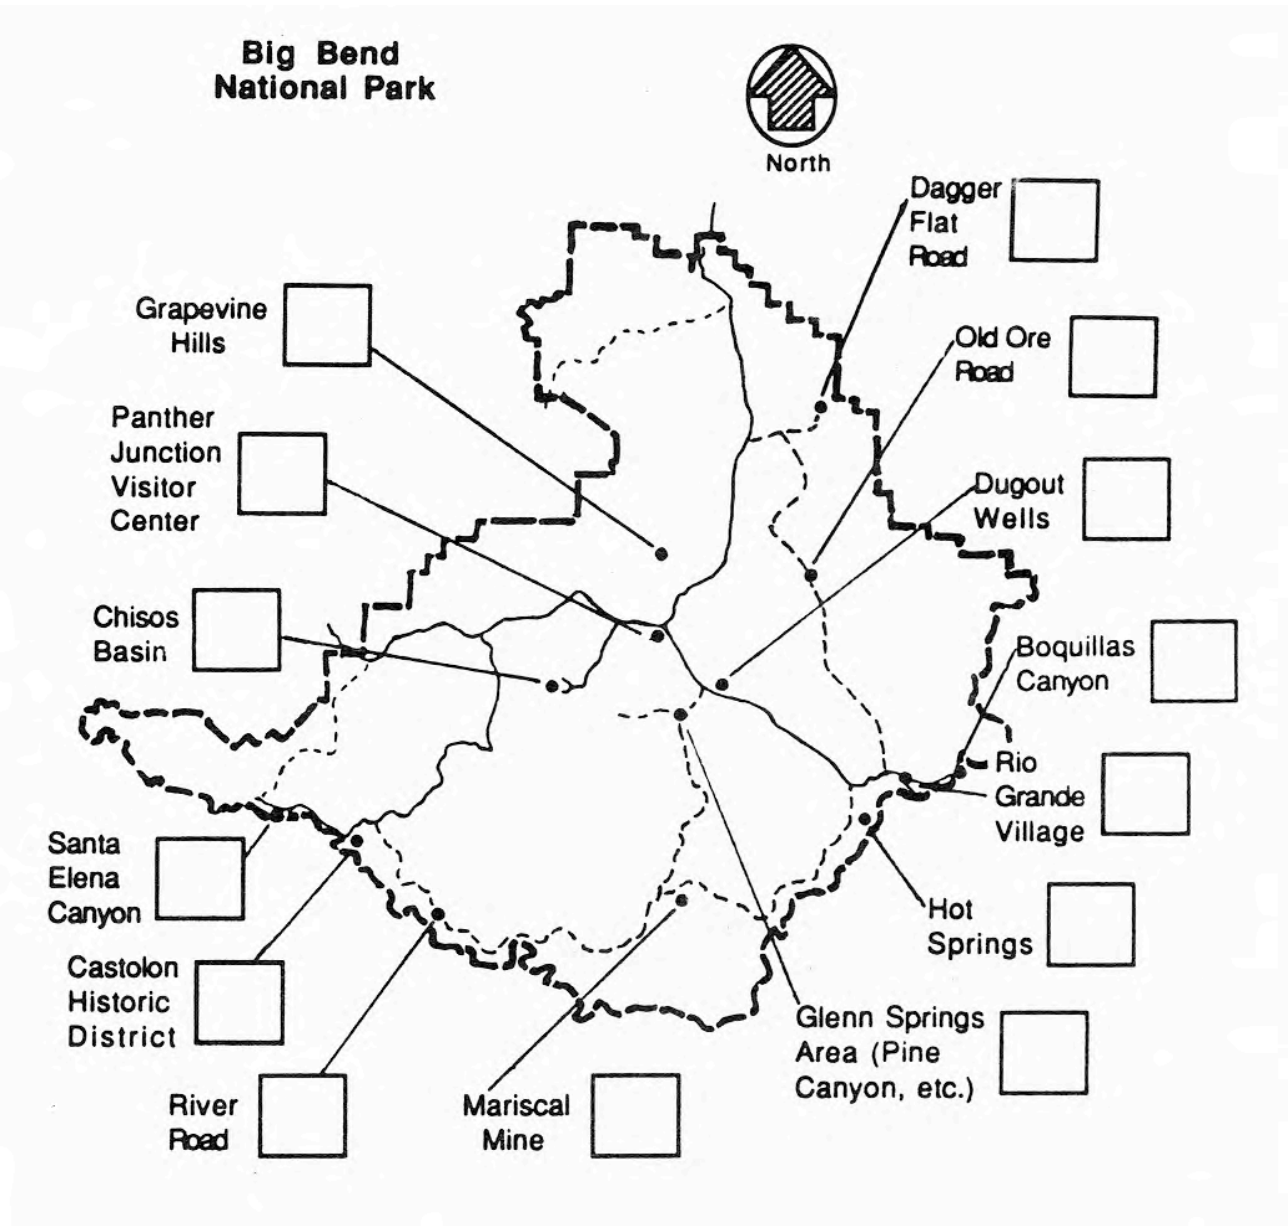 Big Bend
National Park
North
Dagger
Flat
Road
Grapevine
Hills
Old Ore
Road
Panther
Junction
Visitor
Center
Dugout
Wells
Chisos
Basin
Boquillas
Canyon
Rio
Grande
Village
Santa
Elena
Canyon
Hot
Springs
Castolon
Historic
District
Glenn Springs
Area (Pine
Canyon, etc.)
River
Road
Mariscal
Mine